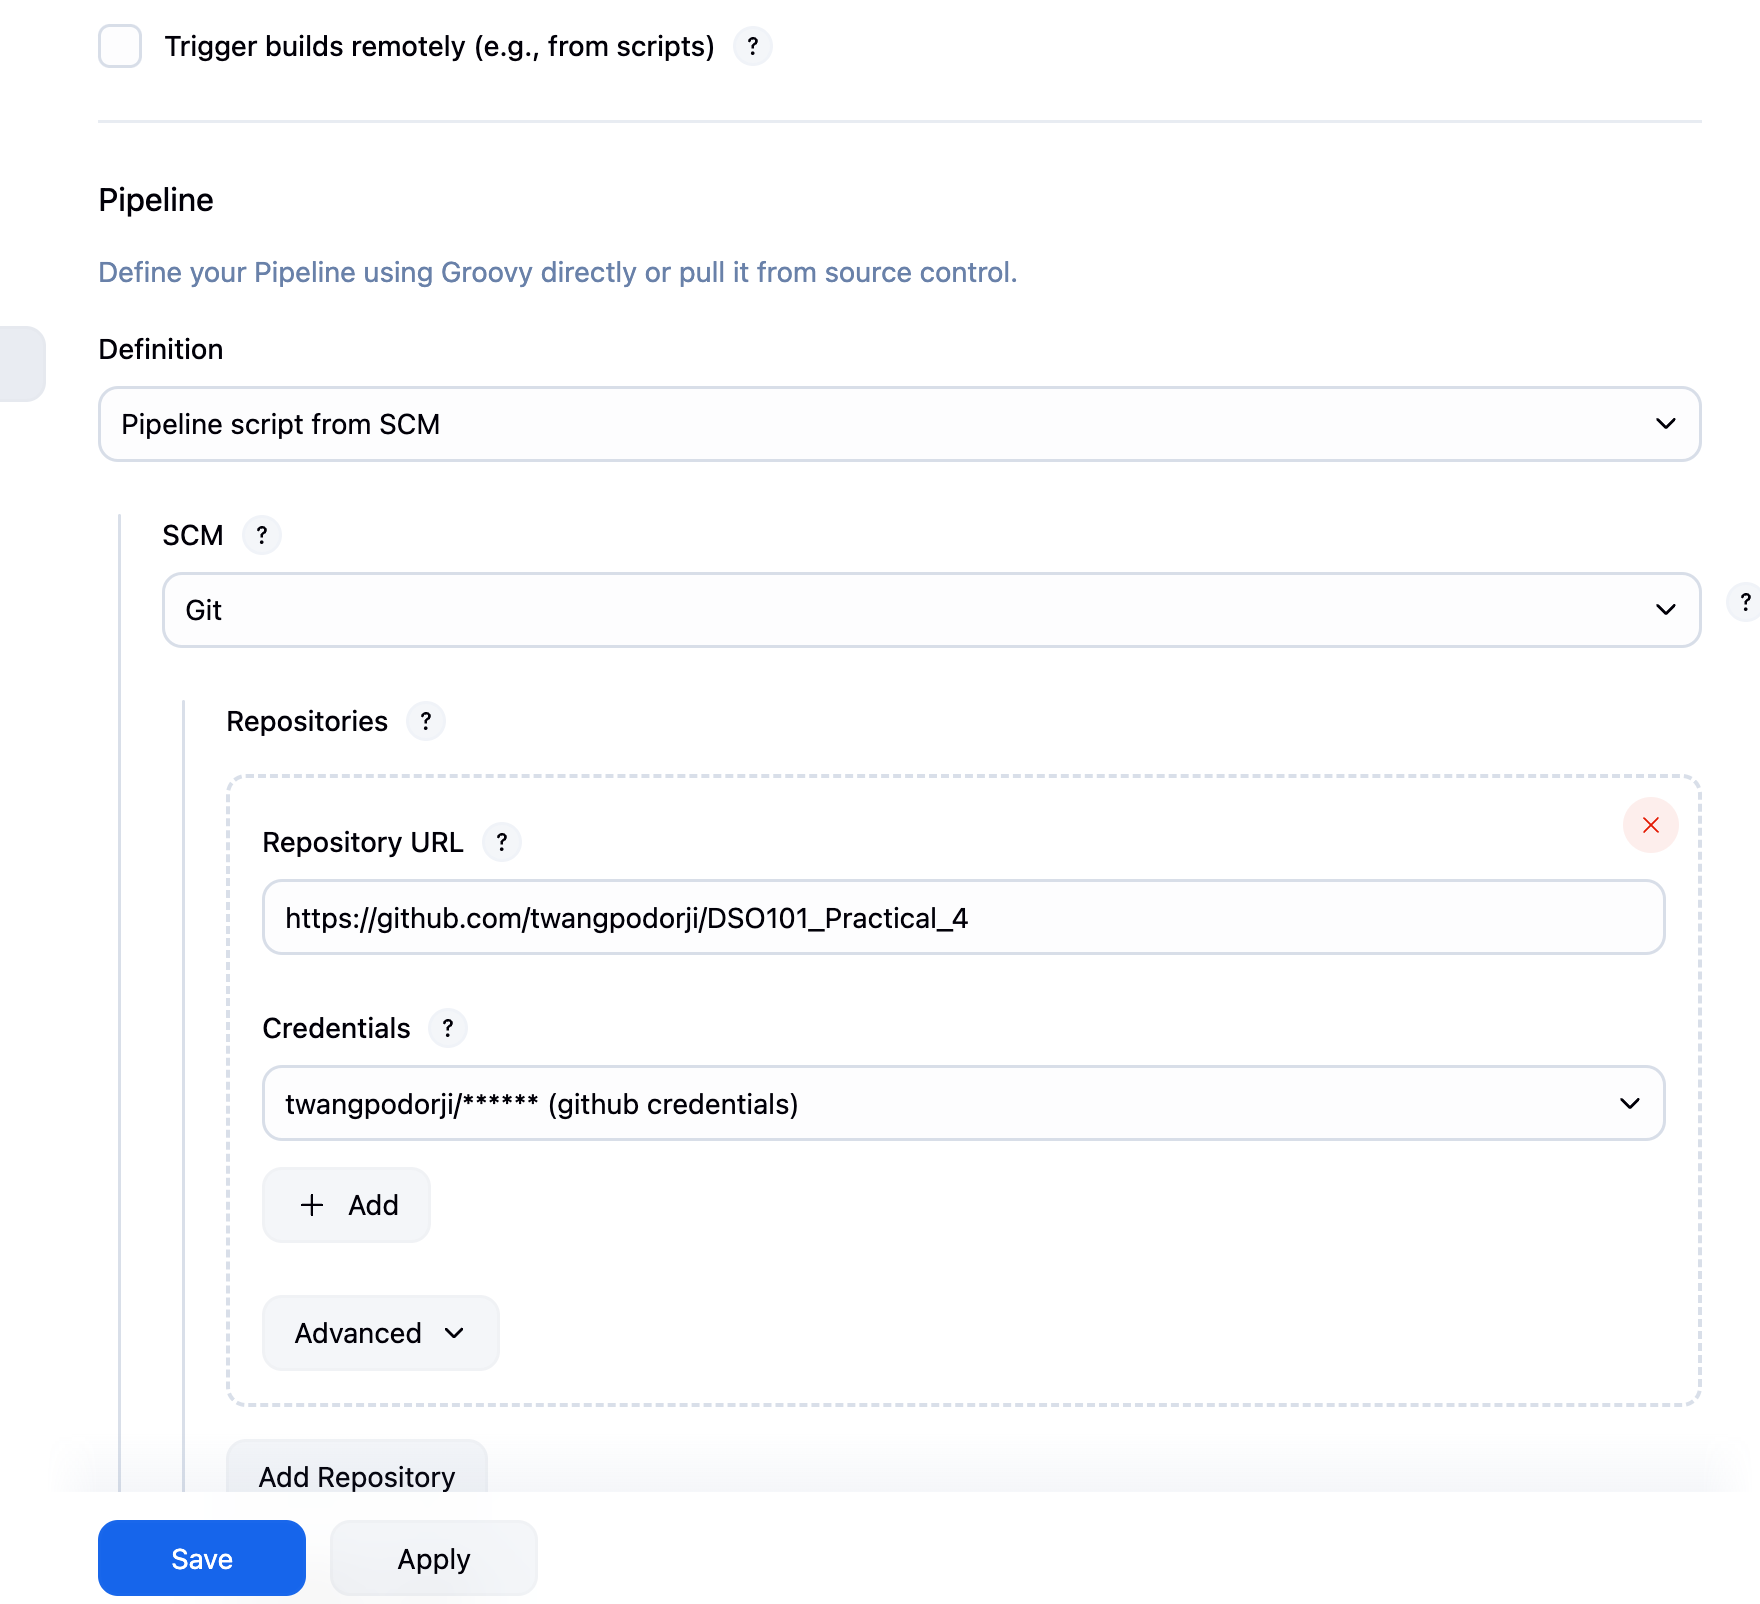 Trigger builds remotely (e.g., from scripts) ?
Pipeline
Define your Pipeline using Groovy directly or pull it from source control.
Definition
Pipeline script from SCM
SCM ?
Git
?
Repositories ?
Repository URL ?
https://github.com/twangpodorji/DSO101_Practical_4
Credentials ?
twangpodorji/****** (github credentials)
+ Add
Advanced
Add Repository
Save Apply